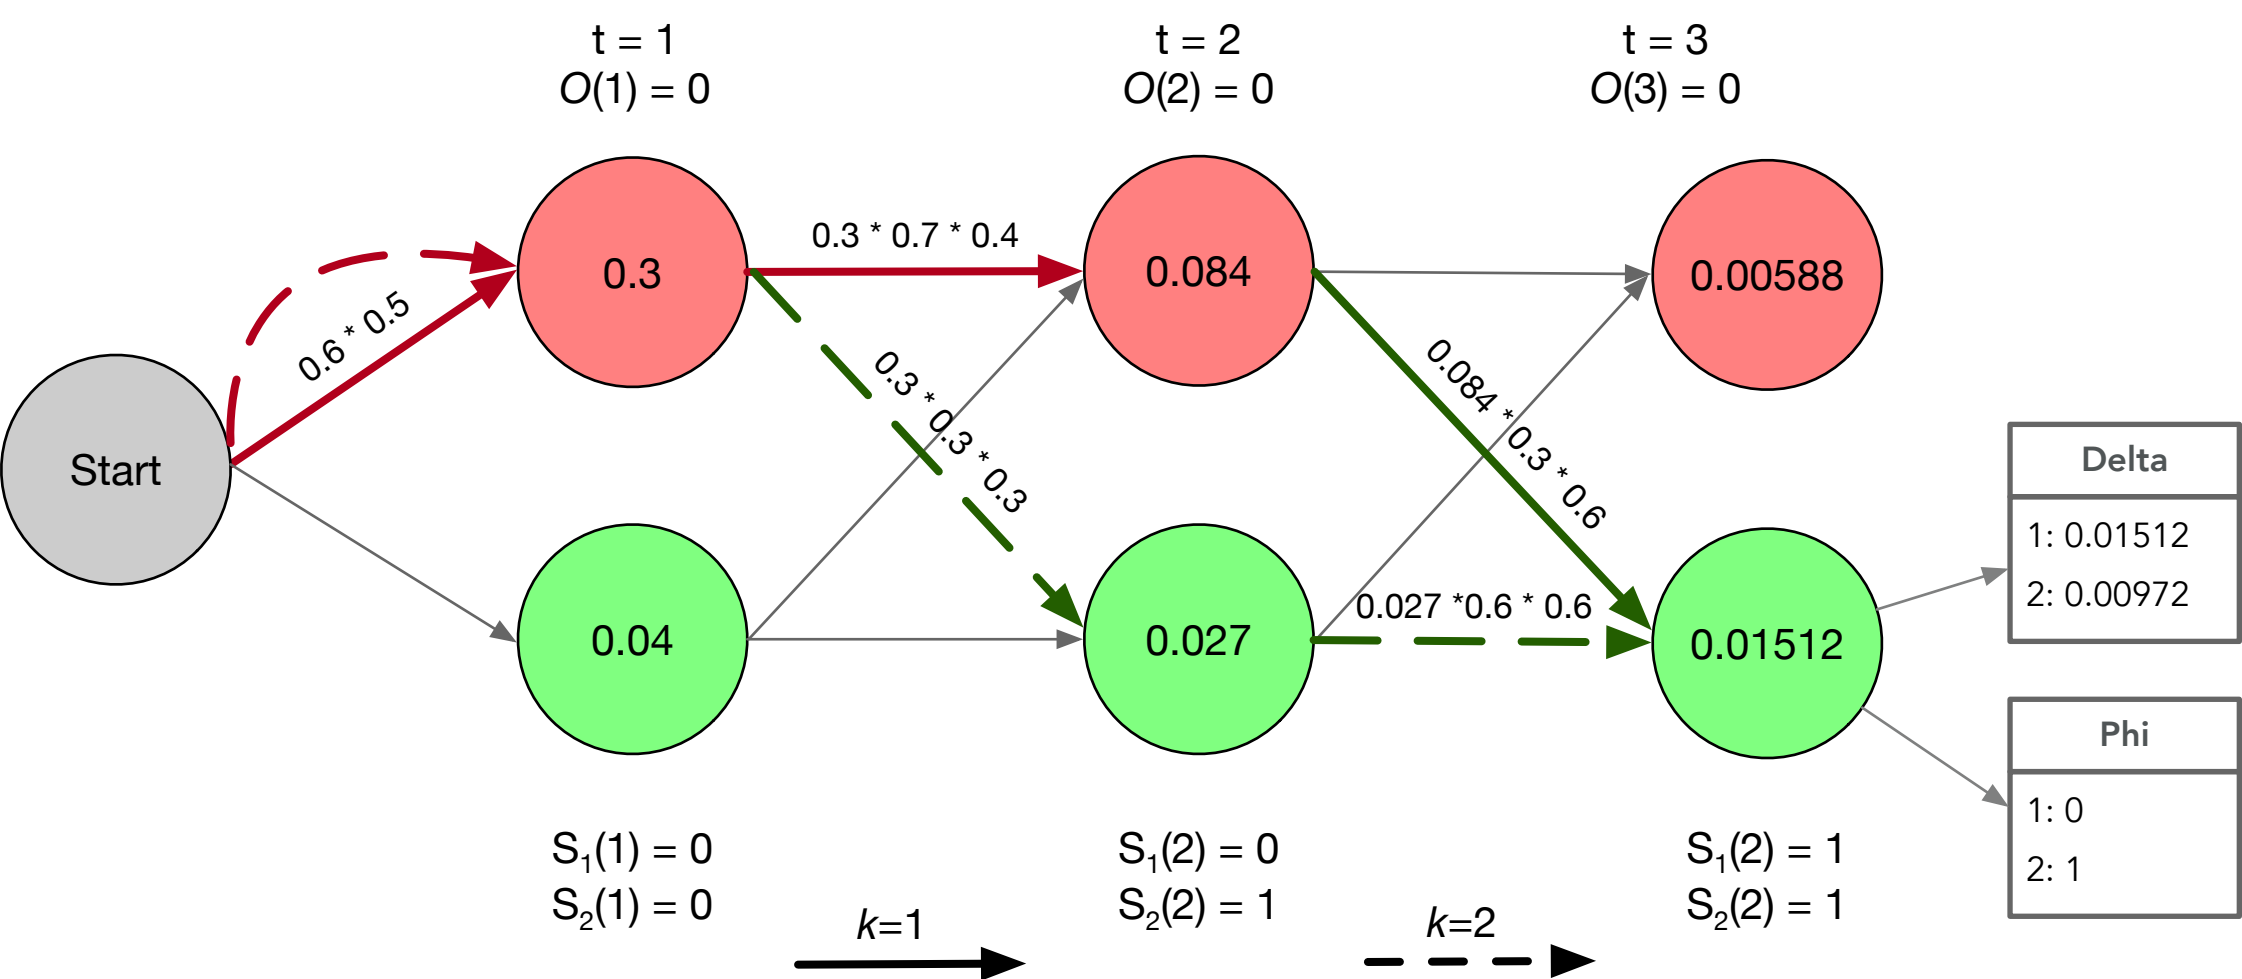 t = 1
O(1) = 0
t = 2
O(2) = 0
t = 3
O(3) = 0
0.3 * 0.7 * 0.4
0.3
0.084
0.00588
0.6 * 0.5
0.3 * 0.3 * 0.3
0.084 * 0.3 * 0.6
Start
Delta
1: 0.01512
2: 0.00972
0.027 *0.6 * 0.6
0.04
0.027
0.01512
Phi
1: 0
2: 1
S₁(1) = 0
S₂(1) = 0
S₁(2) = 0
S₂(2) = 1
S₁(2) = 1
S₂(2) = 1
k=1
k=2